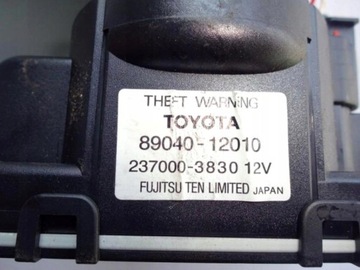 THEFT WARNING
TOYOTA
89040-12010
237000-3830 12V
FUJITSU TEN LIMITED JAPAN